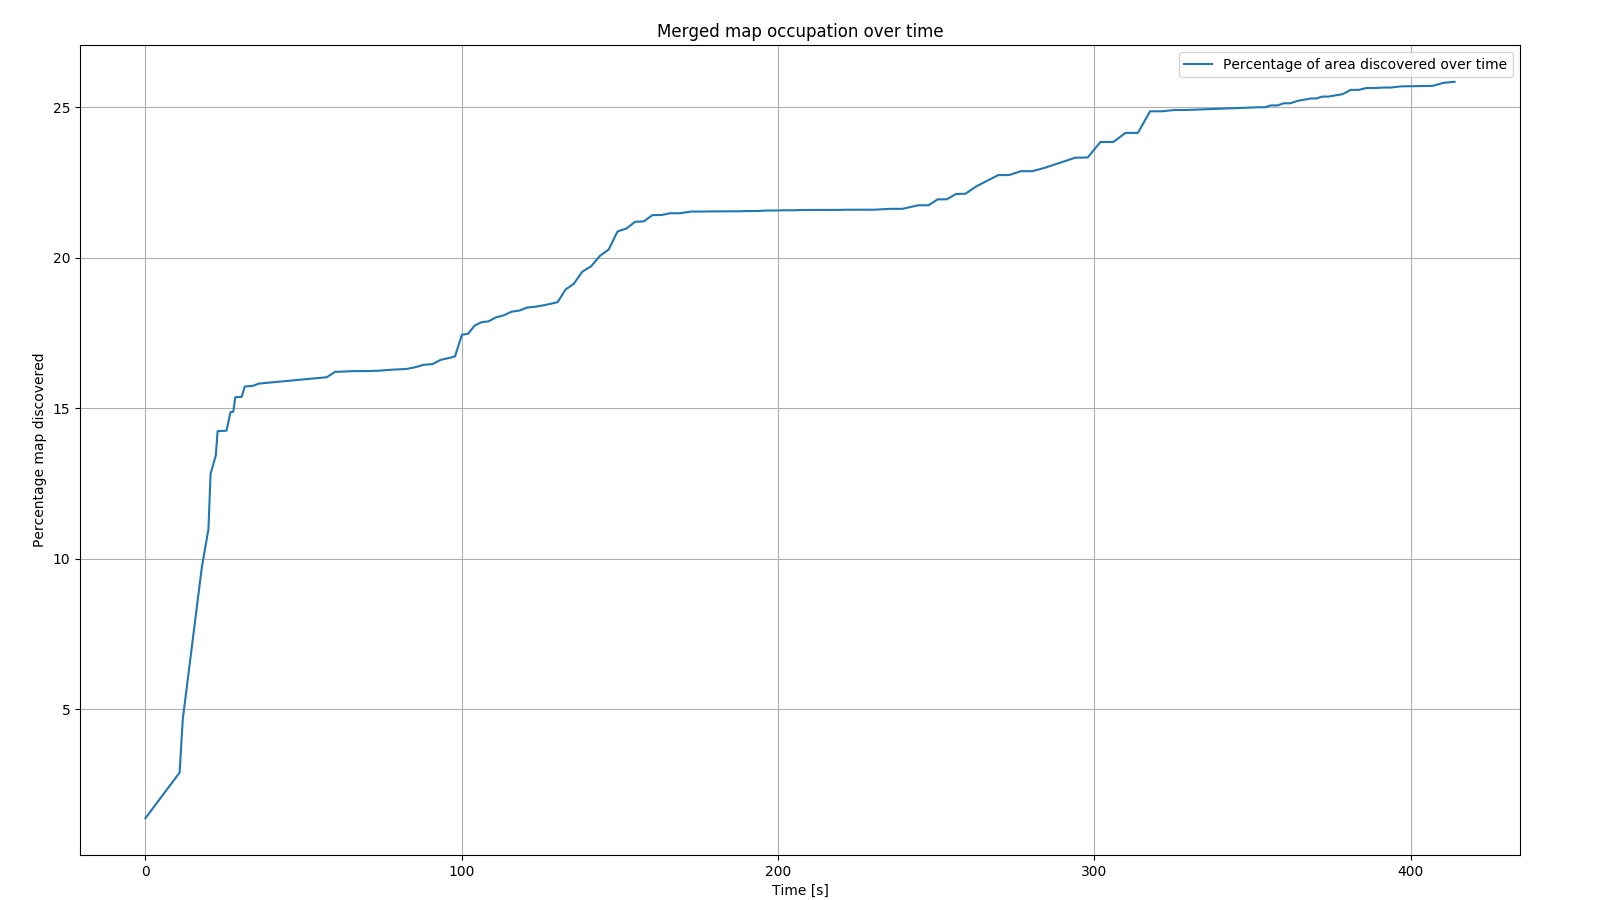 Merged map occupation over time
Percentage of area discovered over time
Percentage map discovered
25
20
15
10
5
0
100
200
300
400
Time [s]